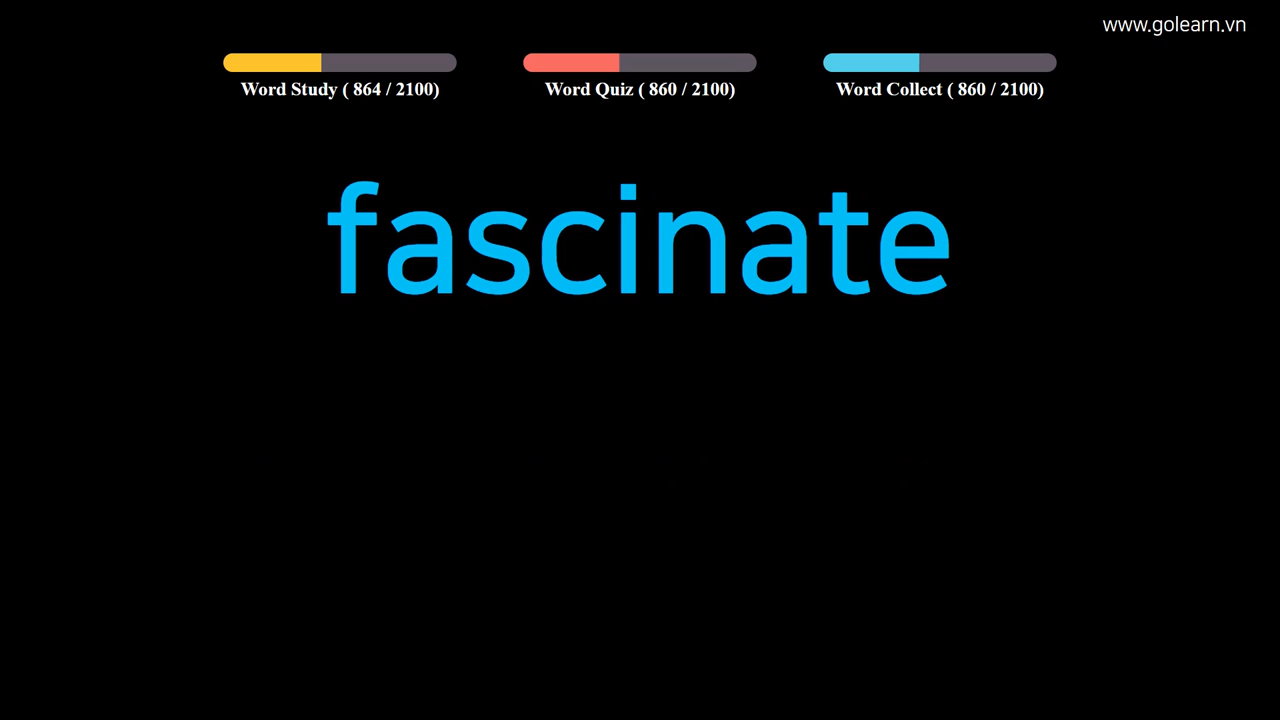 www.golearn.vn
Word Study ( 864 / 2100)
Word Quiz ( 860 / 2100)
Word Collect ( 860 / 2100)
fascinate